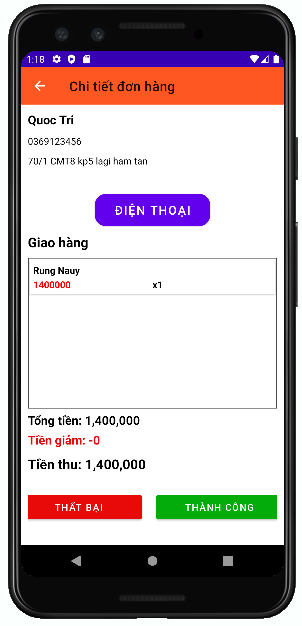 1:18
Chi tiết đơn hàng
Quoc Trí
0369123456
70/1 CMT8 kp5 lagi ham tan
ĐIỆN THOẠI
Giao hàng
Rung Nauy
1400000 x1
Tổng tiền: 1,400,000
Tiền giảm: -0
Tiền thu: 1,400,000
THẤT BẠI THÀNH CÔNG